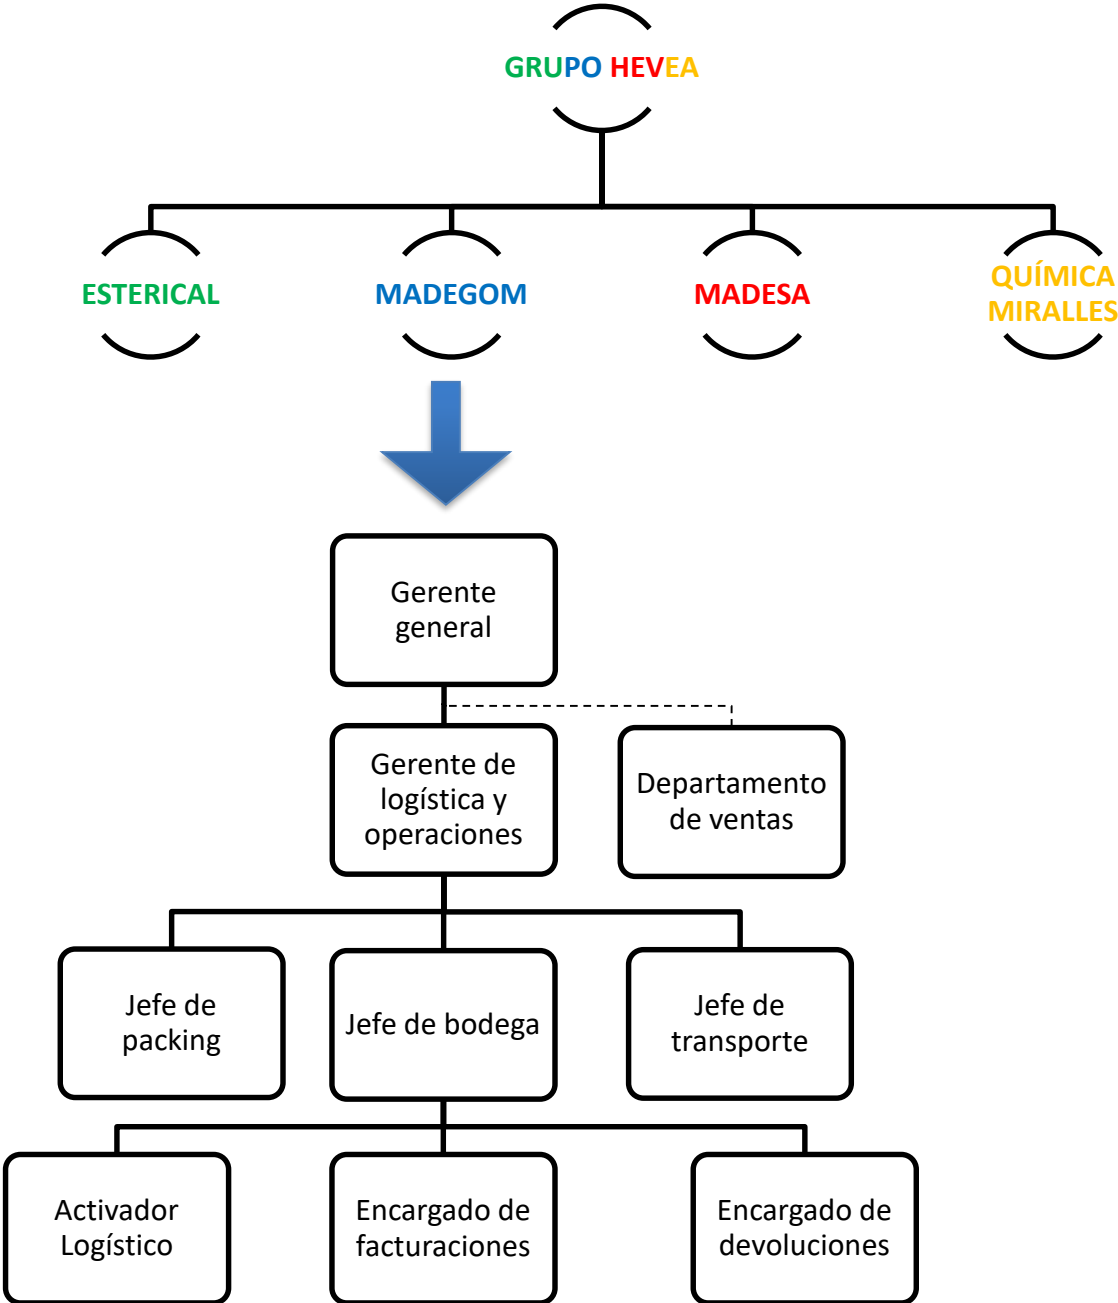 GRUPO HEVEA
ESTERICAL
MADEGOM
MADESA
QUÍMICA
MIRALLES
Gerente
general
Gerente de
logística y
operaciones
Departamento
de ventas
Jefe de
packing
Jefe de bodega
Jefe de
transporte
Activador
Logístico
Encargado de
facturaciones
Encargado de
devoluciones